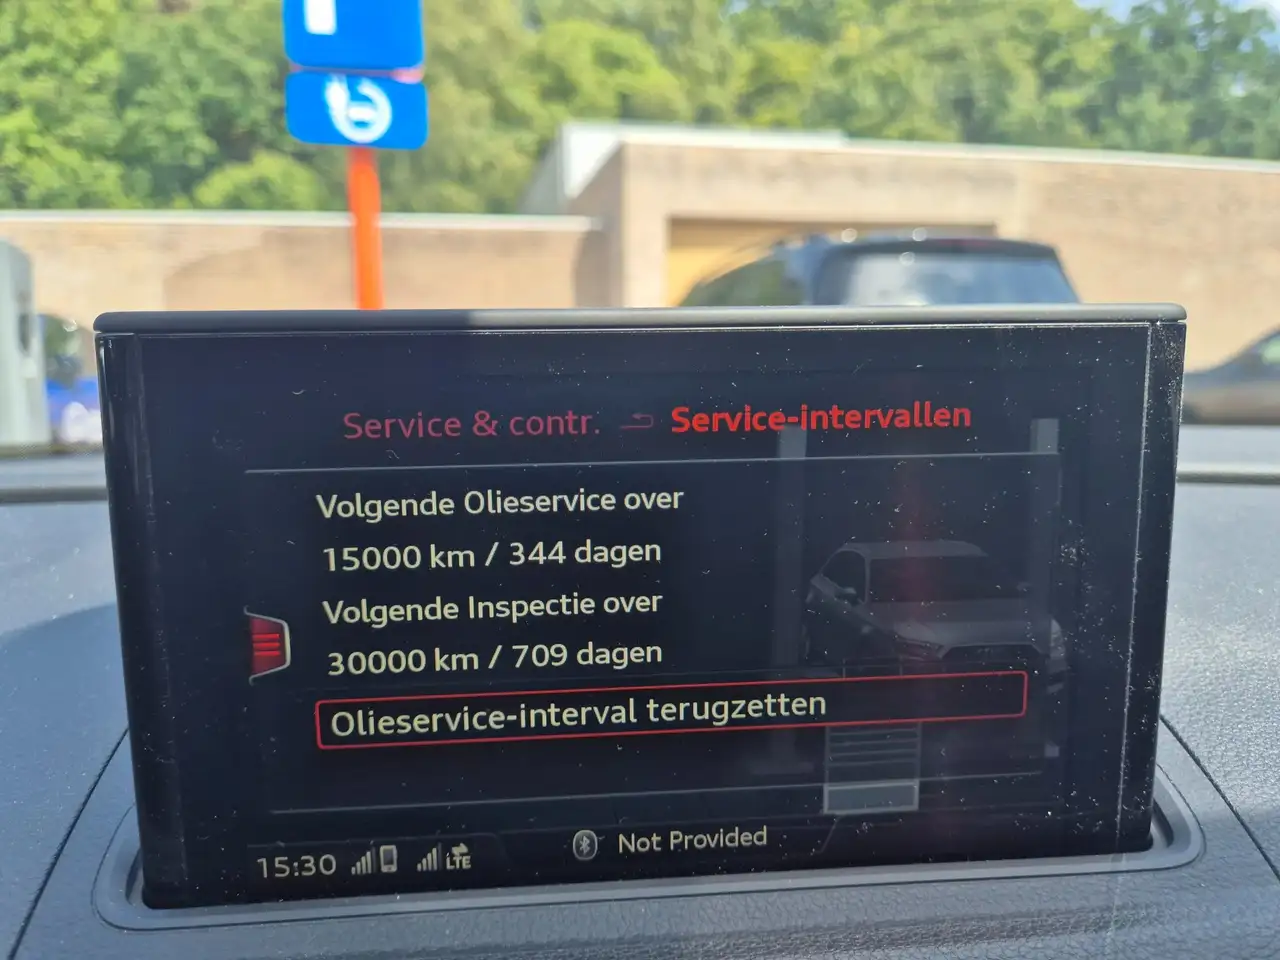 Service & contr. Service-intervallen
Volgende Olieservice over
15000 km / 344 dagen
Volgende Inspectie over
30000 km / 709 dagen
Olieservice-interval terugzetten
15:30 LTE Not Provided